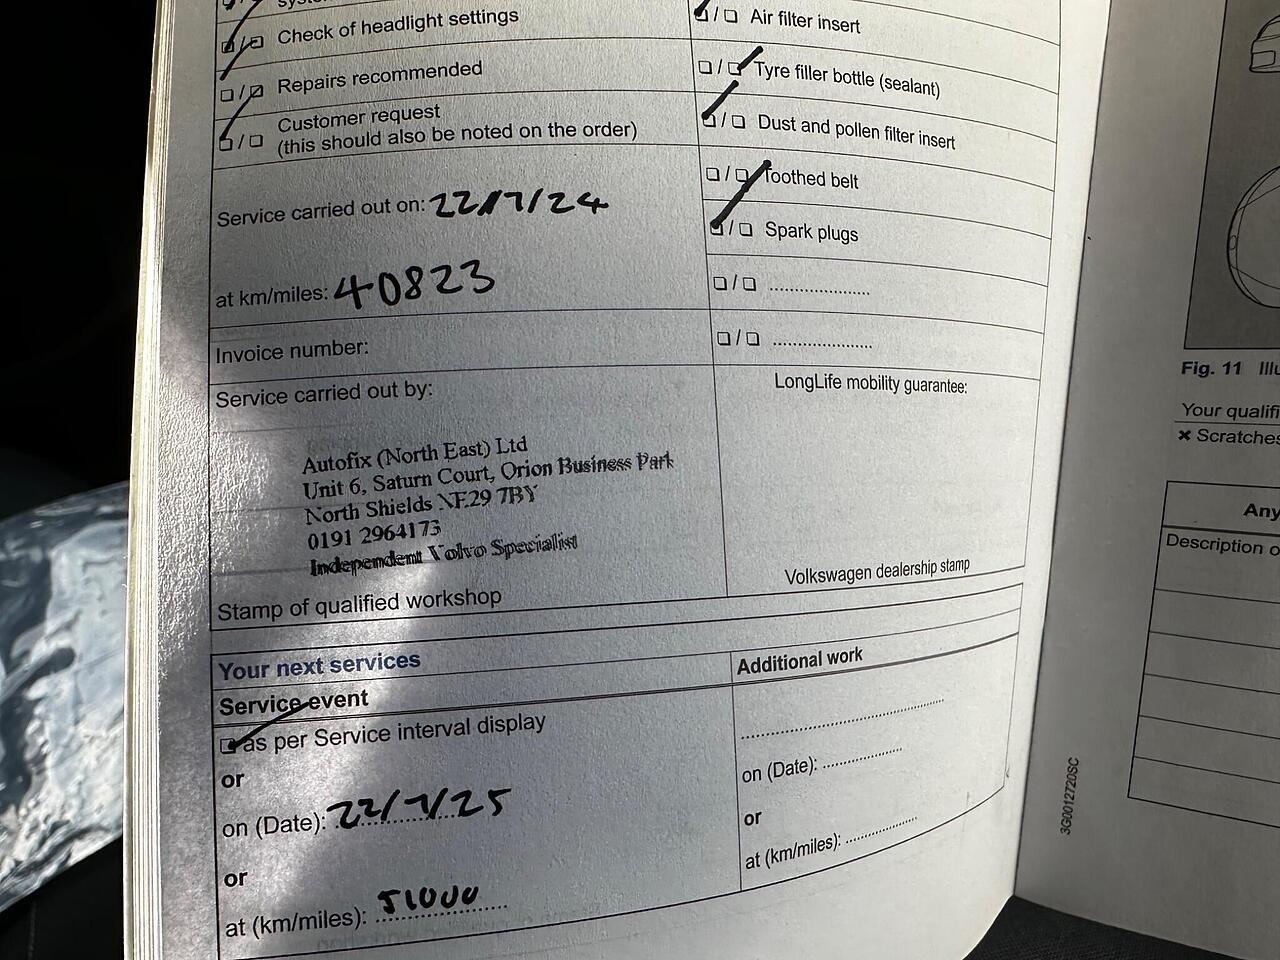 Check of headlight settings
Repairs recommended
Customer request
(this should also be noted on the order)
Service carried out on: 22/7/24
at km/miles: 40823
Invoice number:
Service carried out by:
Autofix (North East) Ltd
Unit 6, Saturn Court, Orion Business Park
North Shields NE29 7BY
0191 2964173
Independent Volvo Specialist
Stamp of qualified workshop
Air filter insert
Tyre filler bottle (sealant)
Dust and pollen filter insert
Toothed belt
Spark plugs
LongLife mobility guarantee:
Volkswagen dealership stamp
Your next services
Service event
as per Service interval display
or
on (Date): 22/7/25
or
at (km/miles): 51000
Additional work
on (Date):
or
at (km/miles):
3G0012720SC
Fig. 11
Your
Scratches
Any
Description